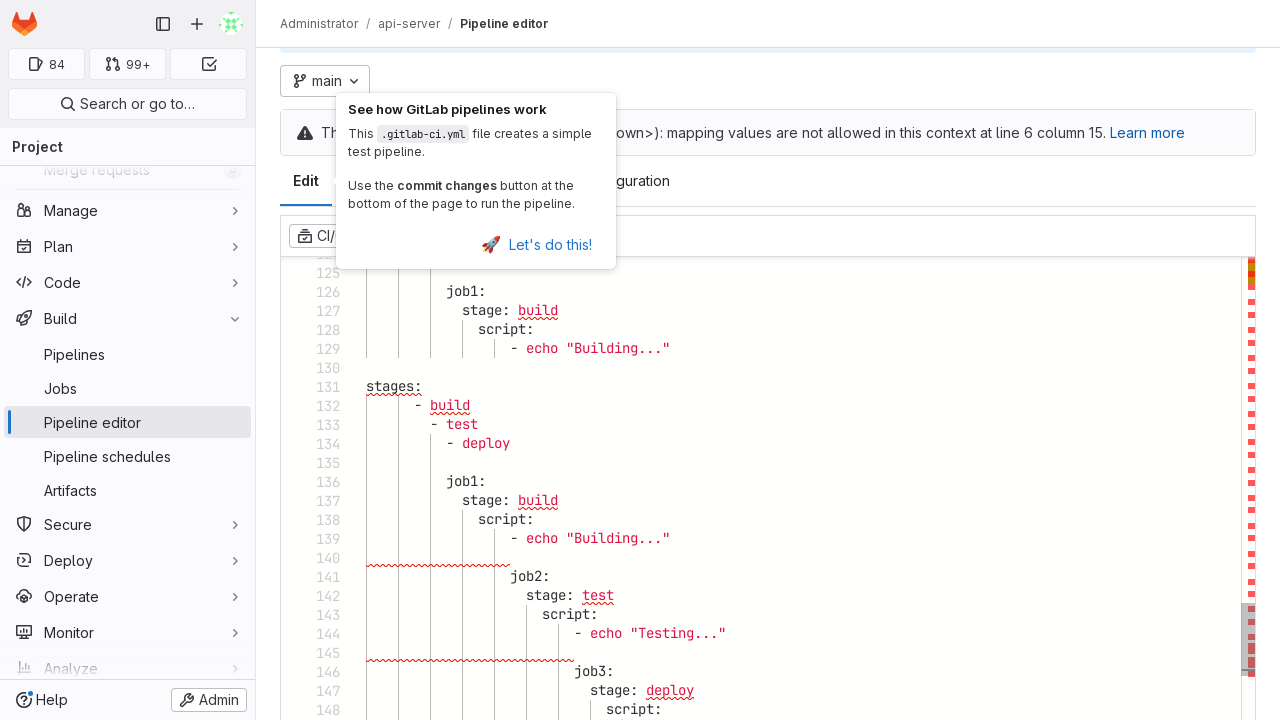 Administrator / api-server / Pipeline editor
84
99+
Search or go to…
Project
Merge requests
Manage
Plan
Code
Build
Pipelines
Jobs
Pipeline editor
Pipeline schedules
Artifacts
Secure
Deploy
Operate
Monitor
Analyze
Help
Admin
main
See how GitLab pipelines work
This .gitlab-ci.yml file creates a simple
test pipeline.
Use the commit changes button at the
bottom of the page to run the pipeline.
🚀 Let's do this!
own>): mapping values are not allowed in this context at line 6 column 15. Learn more
Edit
guration
CI/
125
126 job1:
127 stage: build
128 script:
129 - echo "Building..."
130
131 stages:
132 - build
133 - test
134 - deploy
135
136 job1:
137 stage: build
138 script:
139 - echo "Building..."
140
141 job2:
142 stage: test
143 script:
144 - echo "Testing..."
145
146 job3:
147 stage: deploy
148 script: